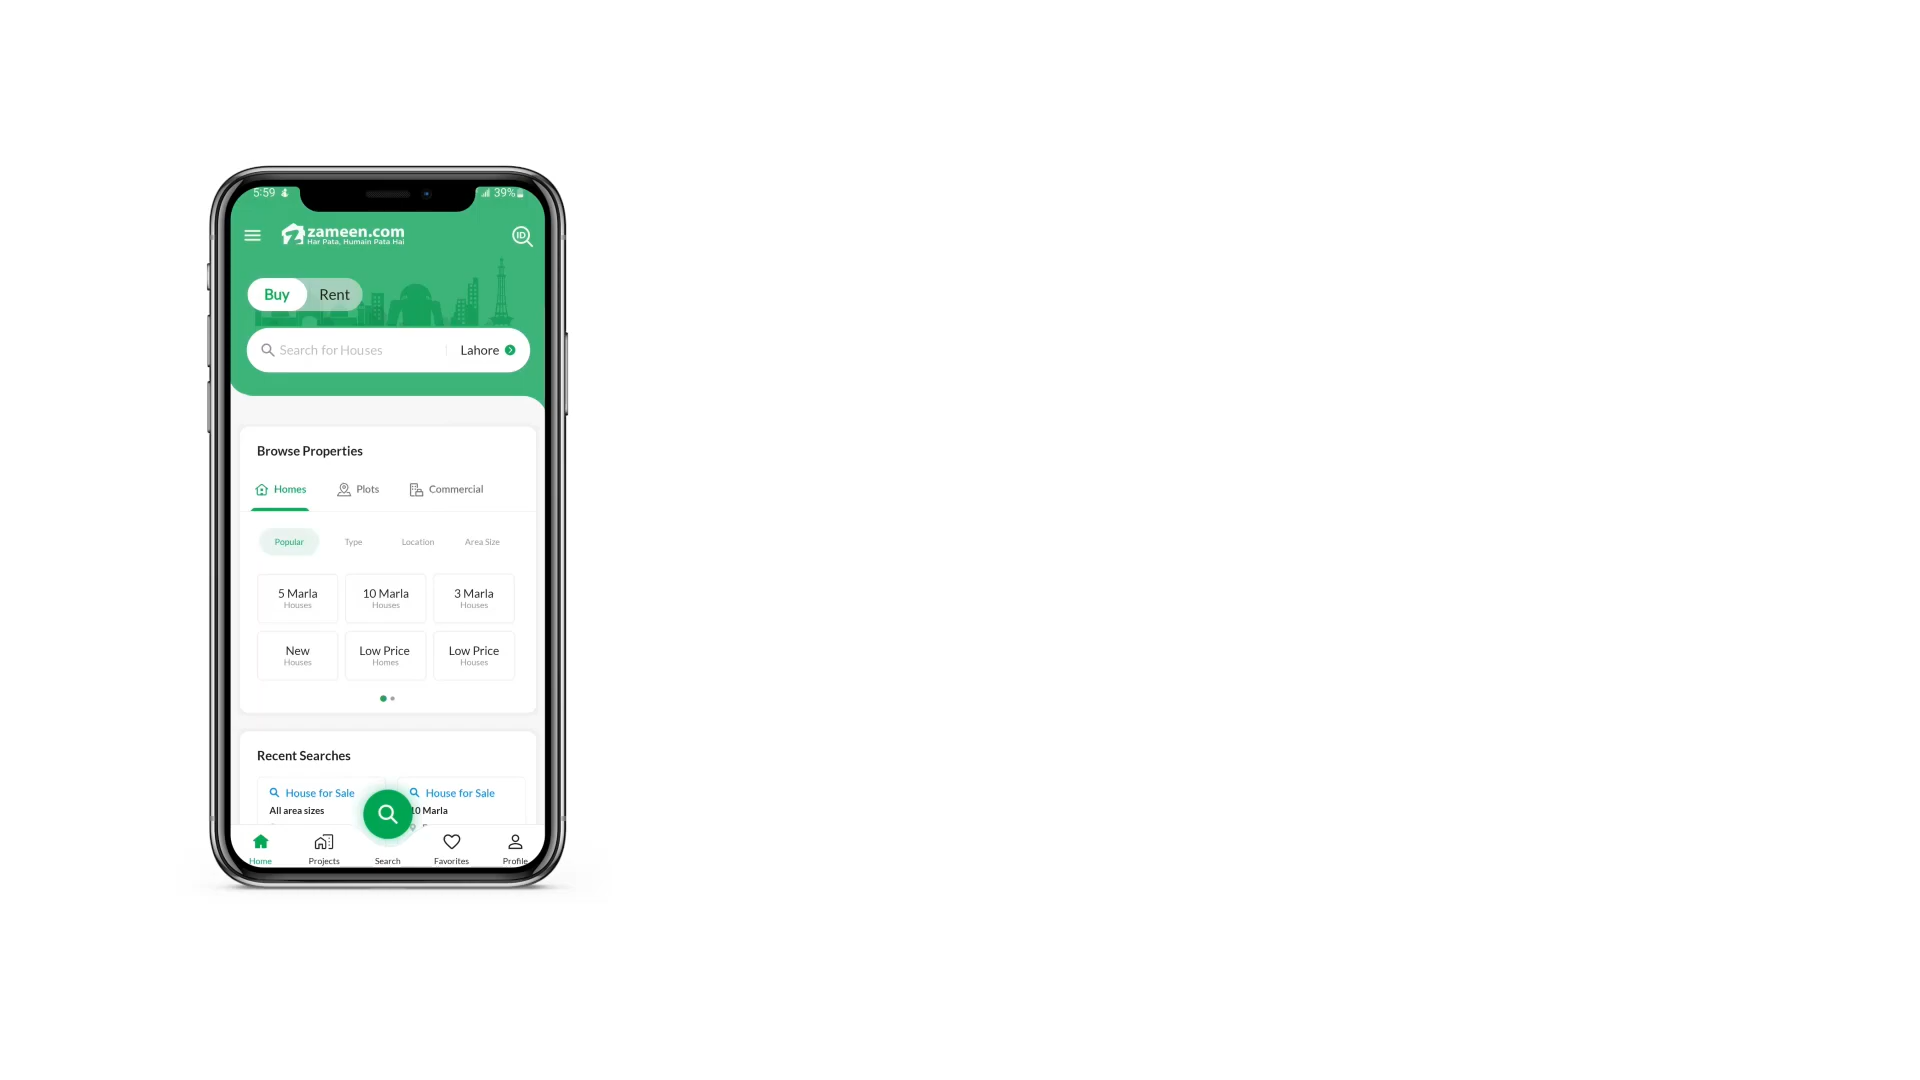 5:59 39%
zameen.com
Har Pata, Humain Pata Hai
ID
Buy Rent
Search for Houses Lahore
Browse Properties
Homes Plots Commercial
Popular Type Location Area Size
5 Marla 10 Marla 3 Marla
Houses Houses Houses
New Low Price Low Price
Houses Homes Houses
Recent Searches
House for Sale House for Sale
All area sizes 10 Marla
Home Projects Search Favorites Profile